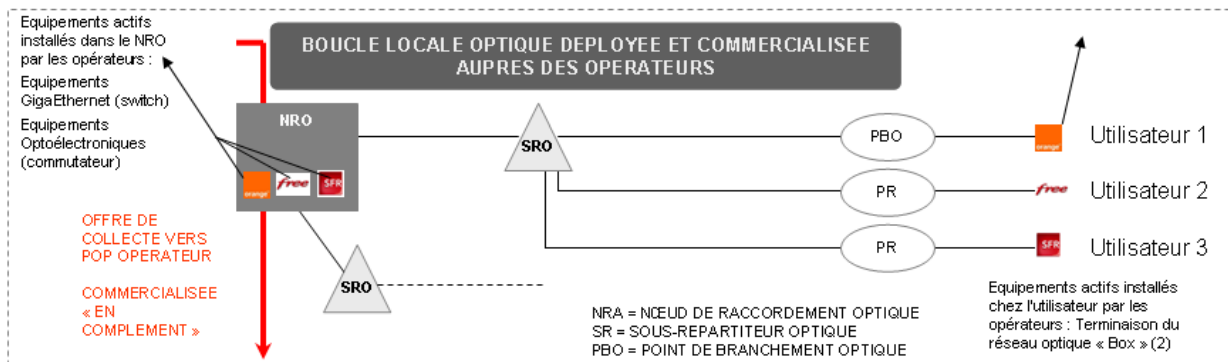 Equipements actifs
installés dans le NRO
par les opérateurs :
Equipements
GigaEthernet (switch)
Equipements
Optoélectroniques
(commutateur)
BOUCLE LOCALE OPTIQUE DEPLOYEE ET COMMERCIALISEE
AUPRES DES OPERATEURS
NRO
orange
free
SFR
SRO
PBO
orange
Utilisateur 1
PR
free
Utilisateur 2
PR
SFR
Utilisateur 3
OFFRE DE
COLLECTE VERS
POP OPERATEUR
COMMERCIALISEE
« EN
COMPLEMENT »
SRO
NRA = NŒUD DE RACCORDEMENT OPTIQUE
SR = SOUS-REPARTITEUR OPTIQUE
PBO = POINT DE BRANCHEMENT OPTIQUE
Equipements actifs installés
chez l'utilisateur par les
opérateurs : Terminaison du
réseau optique « Box » (2)